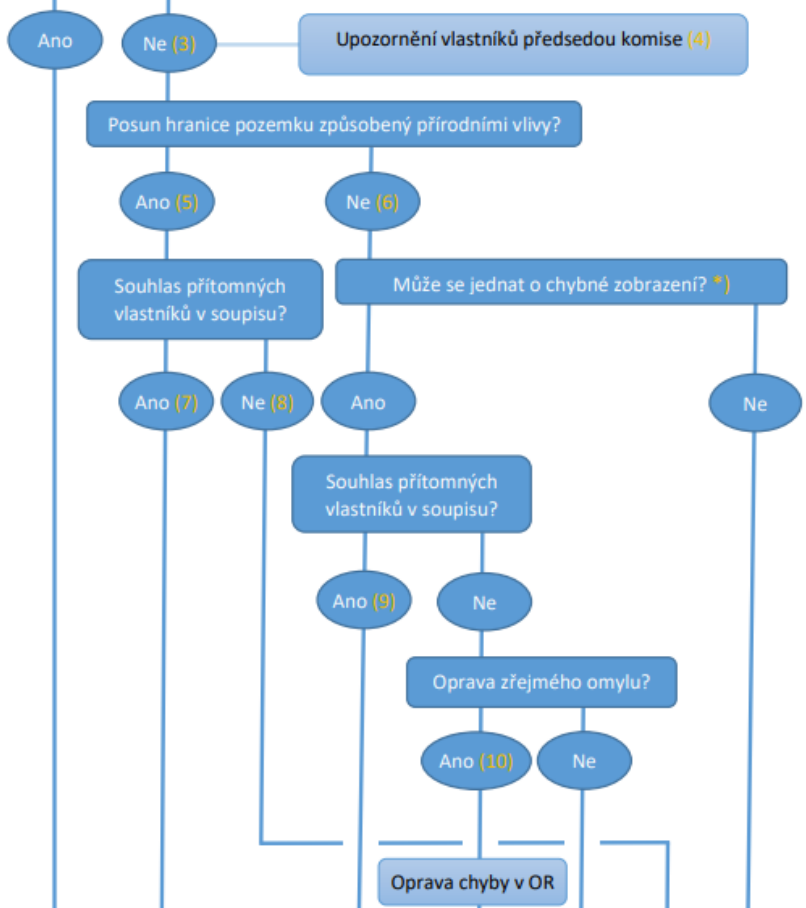 Ano
Ne (3)
Upozornění vlastníků předsedou komise (4)
Posun hranice pozemku způsobený přírodními vlivy?
Ano (5)
Ne (6)
Souhlas přítomných
vlastníků v soupisu?
Může se jednat o chybné zobrazení? *)
Ano (7)
Ne (8)
Ano
Ne
Souhlas přítomných
vlastníků v soupisu?
Ano (9)
Ne
Oprava zřejmého omylu?
Ano (10)
Ne
Oprava chyby v OR